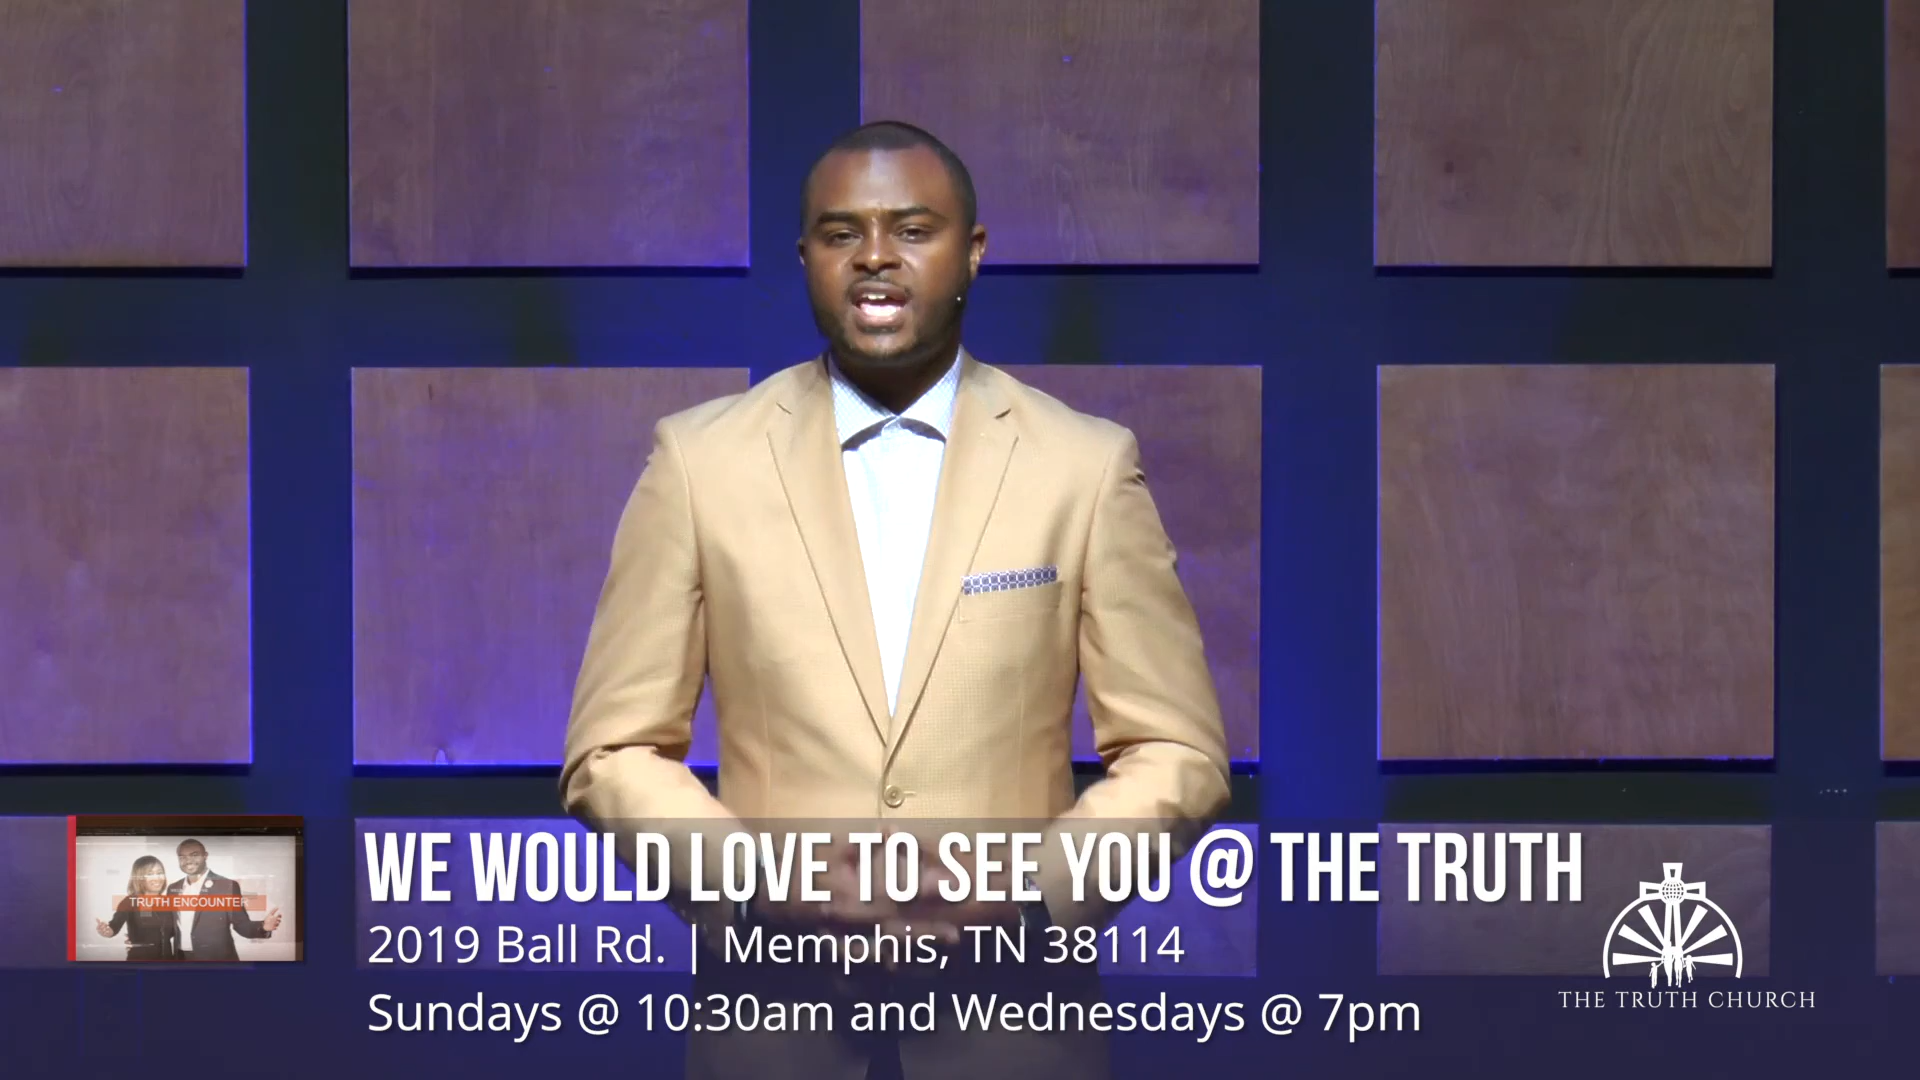 WE WOULD LOVE TO SEE YOU @ THE TRUTH
2019 Ball Rd. | Memphis, TN 38114
Sundays @ 10:30am and Wednesdays @ 7pm
TRUTH ENCOUNTER
THE TRUTH CHURCH